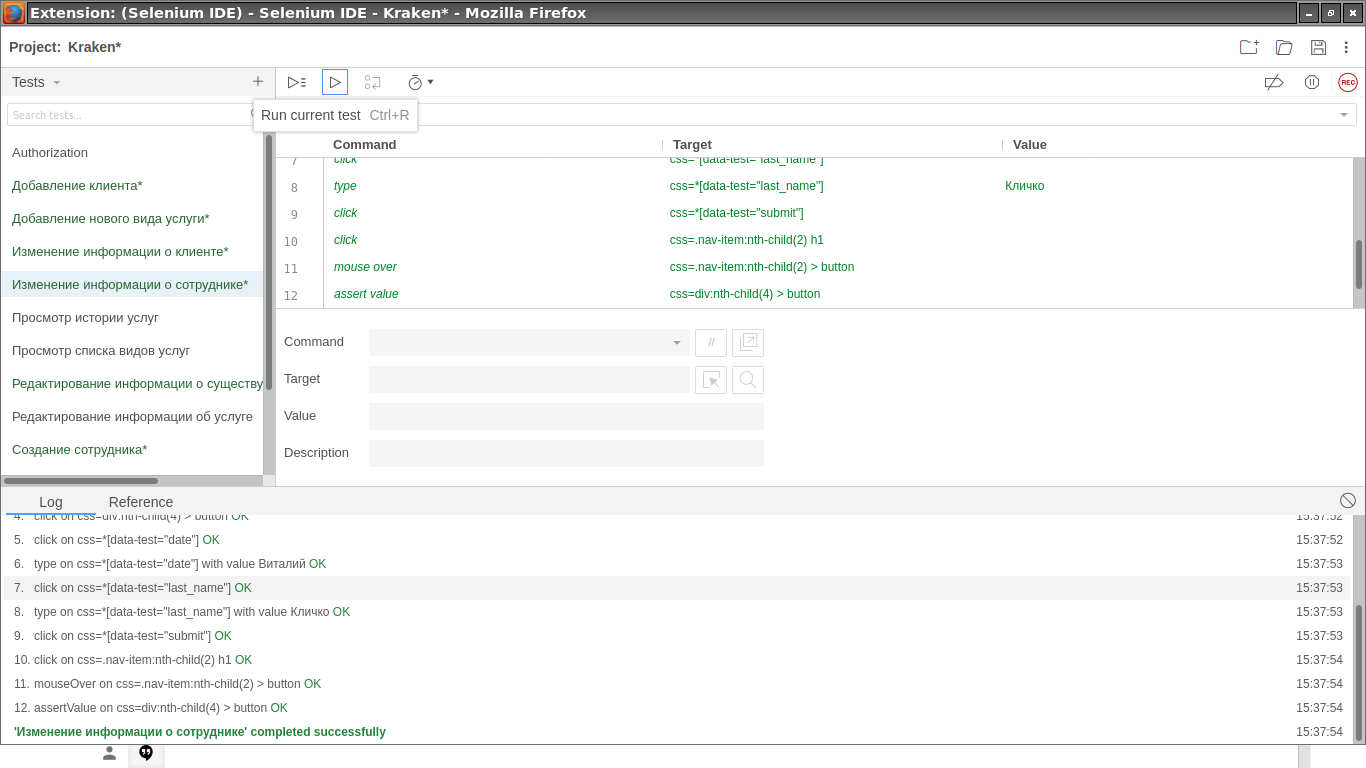 Extension: (Selenium IDE) - Selenium IDE - Kraken* - Mozilla Firefox
Project: Kraken*
Tests
Search tests...
Run current test Ctrl+R
REC
Authorization
Добавление клиента*
Добавление нового вида услуги*
Изменение информации о клиенте*
Изменение информации о сотруднике*
Просмотр истории услуг
Просмотр списка видов услуг
Редактирование информации о существу
Редактирование информации об услуге
Создание сотрудника*
Command Target Value
7 click css=*[data-test="last_name"]
8 type css=*[data-test="last_name"] Кличко
9 click css=*[data-test="submit"]
10 click css=.nav-item:nth-child(2) h1
11 mouse over css=.nav-item:nth-child(2) > button
12 assert value css=div:nth-child(4) > button
Command //
Target
Value
Description
Log Reference
4. click on css=div:nth-child(4) > button OK 15:37:52
5. click on css=*[data-test="date"] OK 15:37:52
6. type on css=*[data-test="date"] with value Виталий OK 15:37:53
7. click on css=*[data-test="last_name"] OK 15:37:53
8. type on css=*[data-test="last_name"] with value Кличко OK 15:37:53
9. click on css=*[data-test="submit"] OK 15:37:53
10. click on css=.nav-item:nth-child(2) h1 OK 15:37:54
11. mouseOver on css=.nav-item:nth-child(2) > button OK 15:37:54
12. assertValue on css=div:nth-child(4) > button OK 15:37:54
'Изменение информации о сотруднике' completed successfully 15:37:54